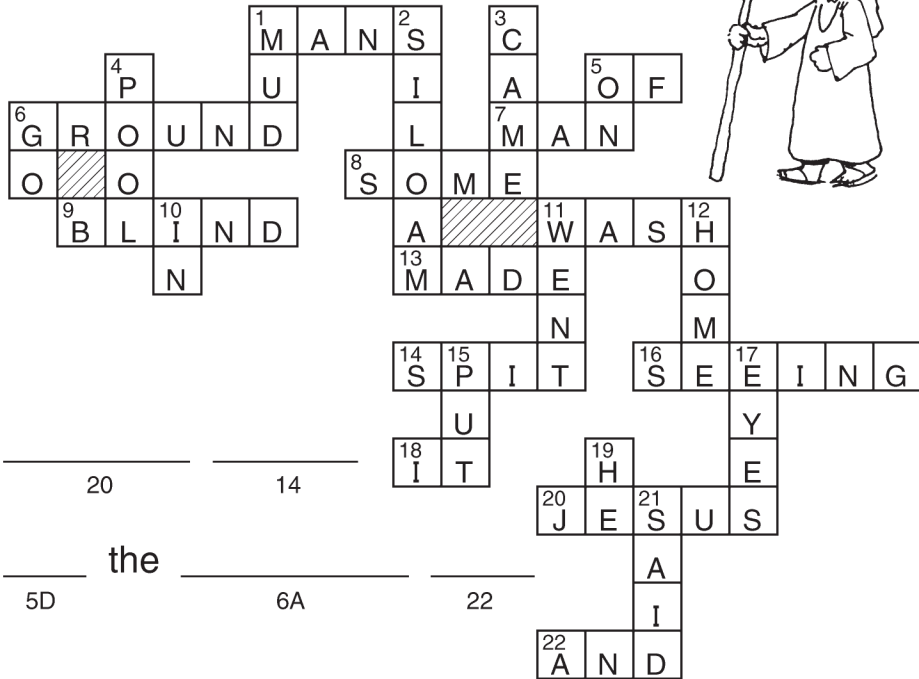 1 M A N 2 S 3 C
4 P U I A 5 O F
6 G R O U N D L 7 M A N
O O 8 S O M E
9 B L 10 I N D A 11 W A S 12 H
N 13 M A D E O
N M
14 S 15 P I T 16 S E 17 E I N G
U Y
18 I T 19 H E
20 J E 21 S U S
A
I
22 A N D
20 14
the
5D 6A 22